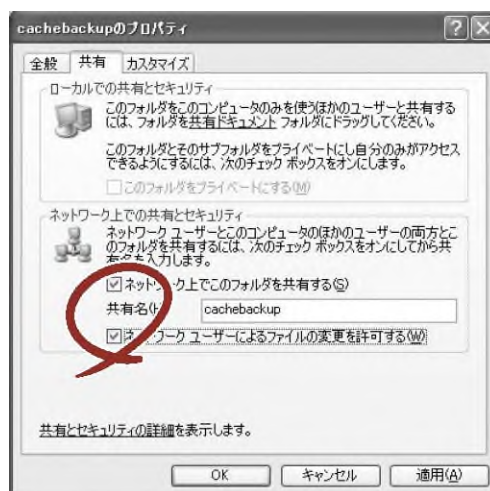 cachebackupのプロパティ
全般 共有 カスタマイズ
ローカルでの共有とセキュリティ
このフォルダをこのコンピュータのみを使うほかのユーザーと共有する
には、フォルダを共有ドキュメント フォルダにドラッグしてください。
このフォルダとそのサブフォルダをプライベートにし自分のみがアクセス
できるようにするには、次のチェック ボックスをオンにします。
このフォルダをプライベートにする(M)
ネットワーク上での共有とセキュリティ
ネットワーク ユーザーとこのコンピュータのほかのユーザーの両方とこ
のフォルダを共有するには、次のチェック ボックスをオンにしてから共
有名を入力します。
ネットワーク上でこのフォルダを共有する(S)
共有名(H) cachebackup
ネットワーク ユーザーによるファイルの変更を許可する(W)
共有とセキュリティの詳細を表示します。
OK キャンセル 適用(A)